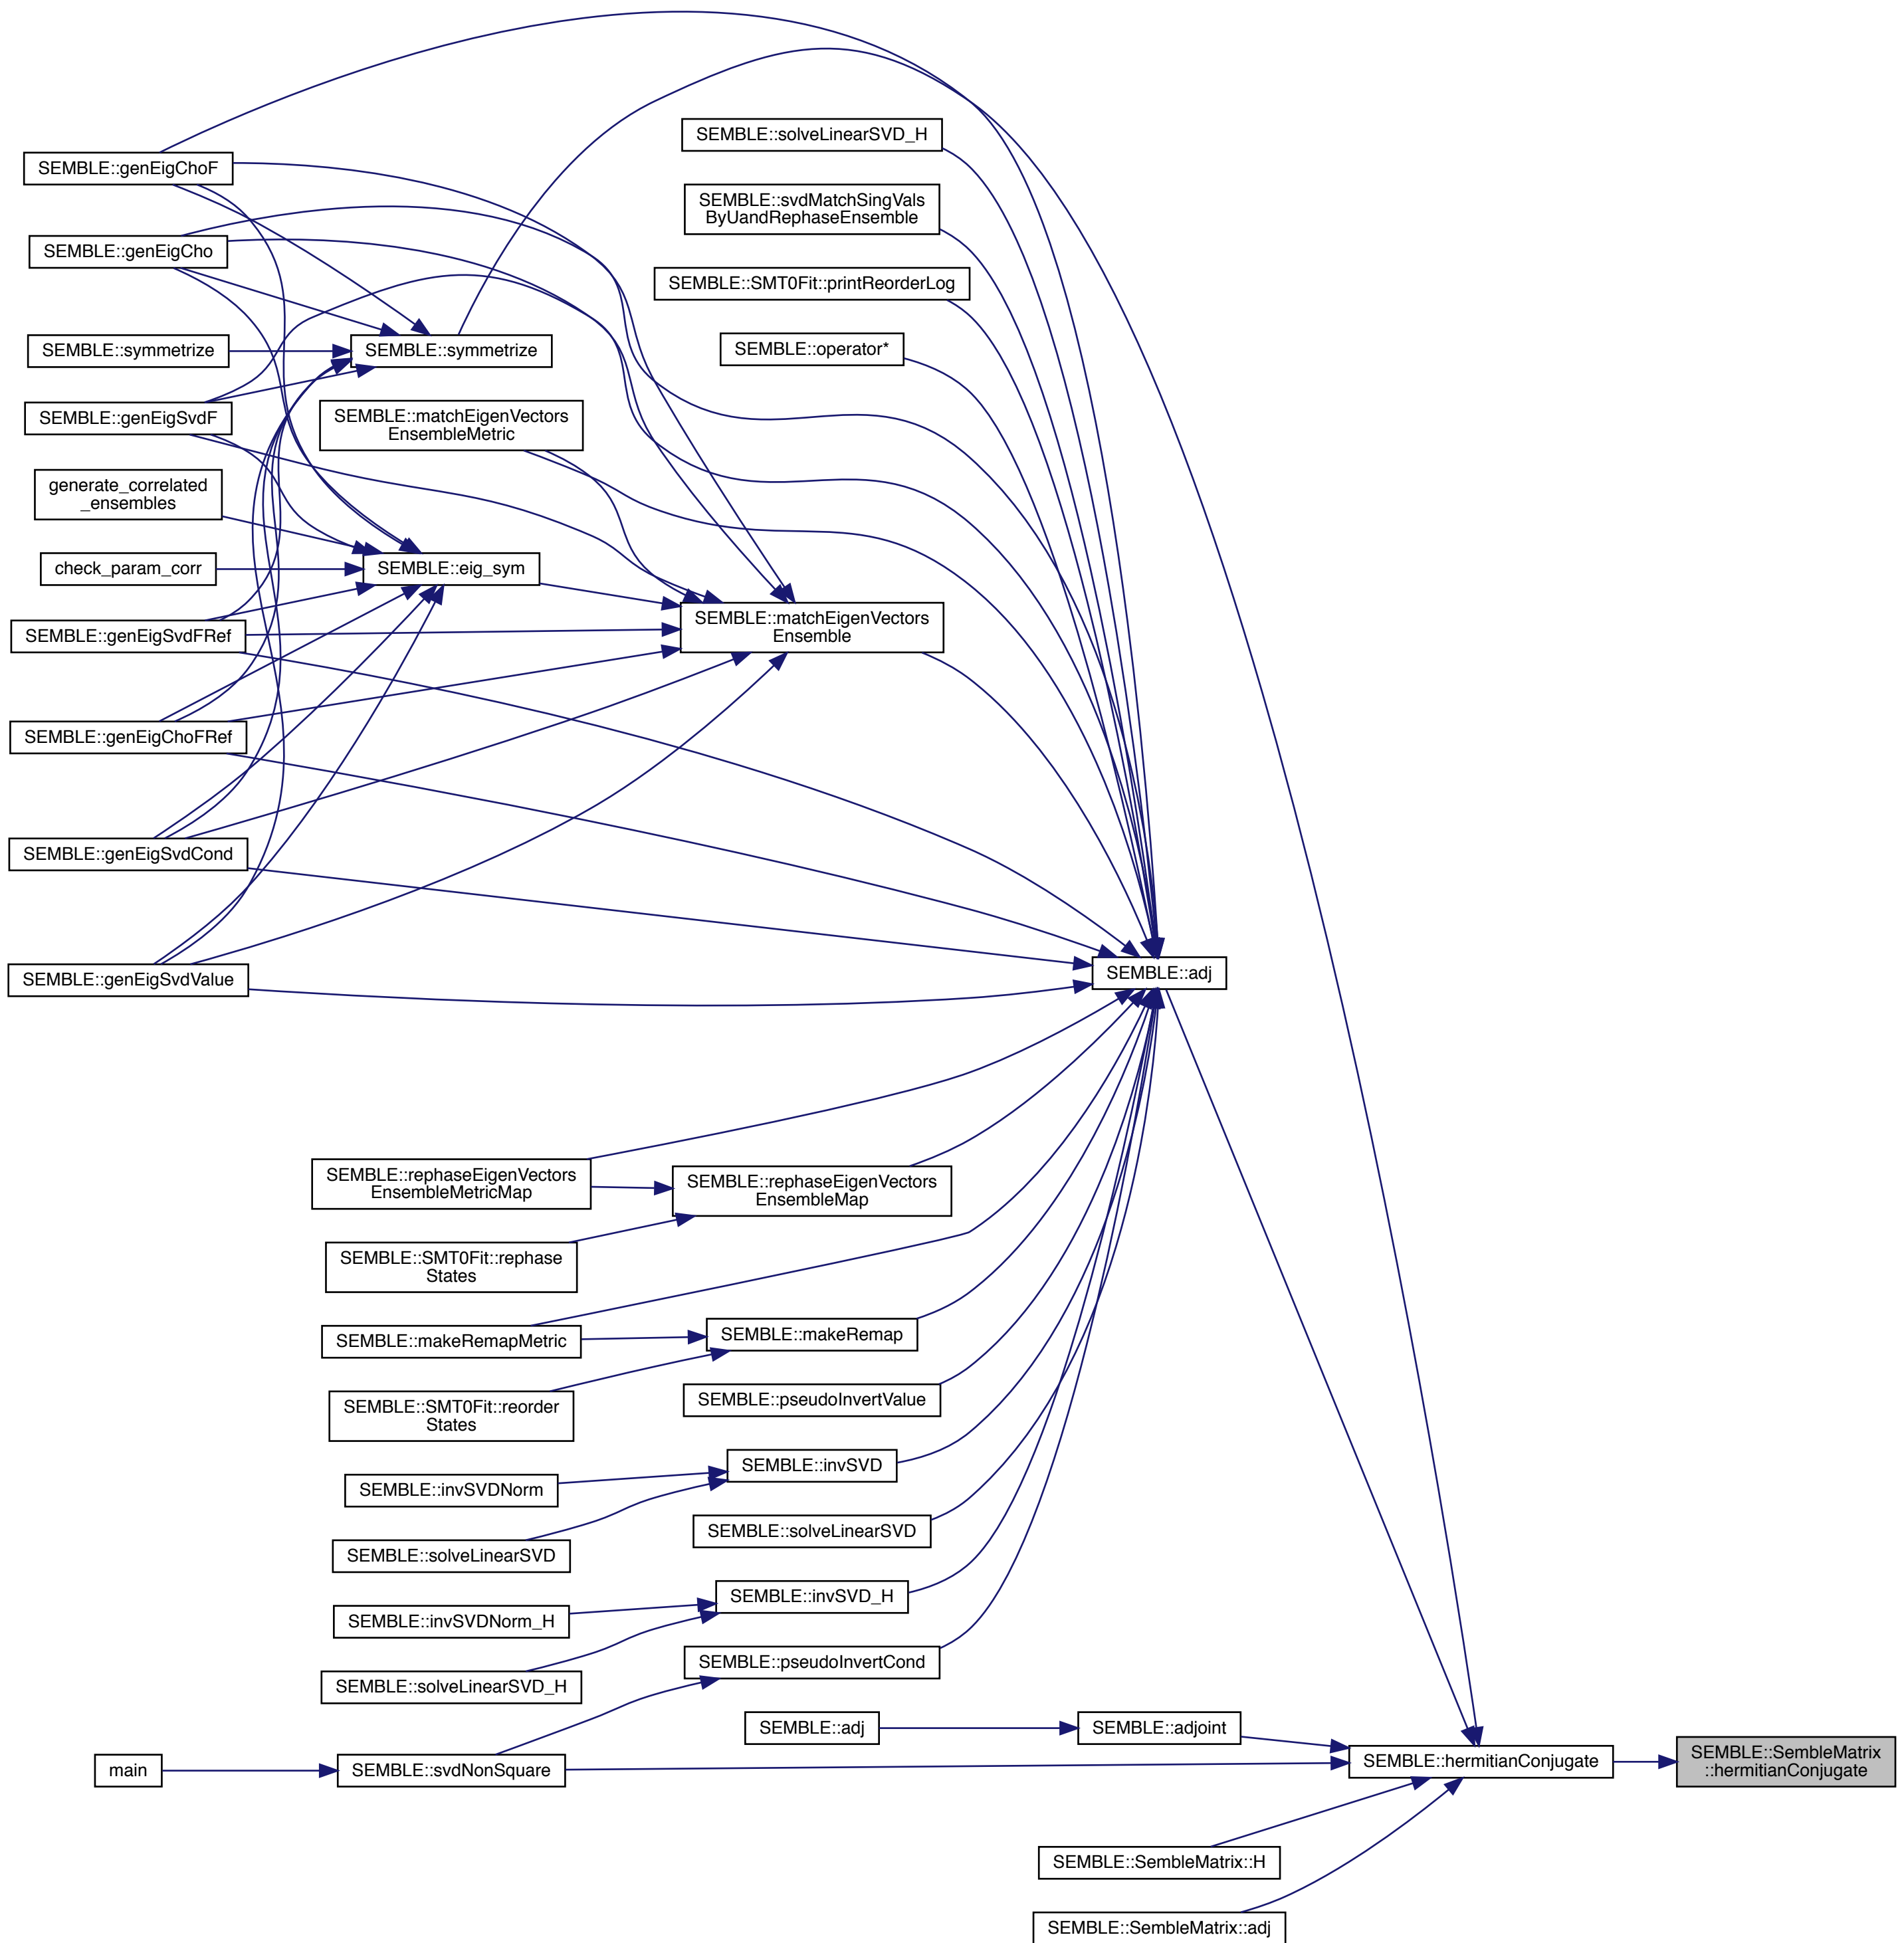 SEMBLE::solveLinearSVD_H
SEMBLE::genEigChoF
SEMBLE::svdMatchSingVals
ByUandRephaseEnsemble
SEMBLE::genEigCho
SEMBLE::SMT0Fit::printReorderLog
SEMBLE::symmetrize
SEMBLE::symmetrize
SEMBLE::operator*
SEMBLE::genEigSvdF
SEMBLE::matchEigenVectors
EnsembleMetric
generate_correlated
_ensembles
check_param_corr
SEMBLE::eig_sym
SEMBLE::genEigSvdFRef
SEMBLE::matchEigenVectors
Ensemble
SEMBLE::genEigChoFRef
SEMBLE::genEigSvdCond
SEMBLE::genEigSvdValue
SEMBLE::adj
SEMBLE::rephaseEigenVectors
EnsembleMetricMap
SEMBLE::rephaseEigenVectors
EnsembleMap
SEMBLE::SMT0Fit::rephase
States
SEMBLE::makeRemapMetric
SEMBLE::makeRemap
SEMBLE::pseudoInvertValue
SEMBLE::SMT0Fit::reorder
States
SEMBLE::invSVD
SEMBLE::invSVDNorm
SEMBLE::solveLinearSVD
SEMBLE::solveLinearSVD
SEMBLE::invSVD_H
SEMBLE::invSVDNorm_H
SEMBLE::pseudoInvertCond
SEMBLE::solveLinearSVD_H
SEMBLE::adj
SEMBLE::adjoint
main
SEMBLE::svdNonSquare
SEMBLE::hermitianConjugate
SEMBLE::SembleMatrix
::hermitianConjugate
SEMBLE::SembleMatrix::H
SEMBLE::SembleMatrix::adj